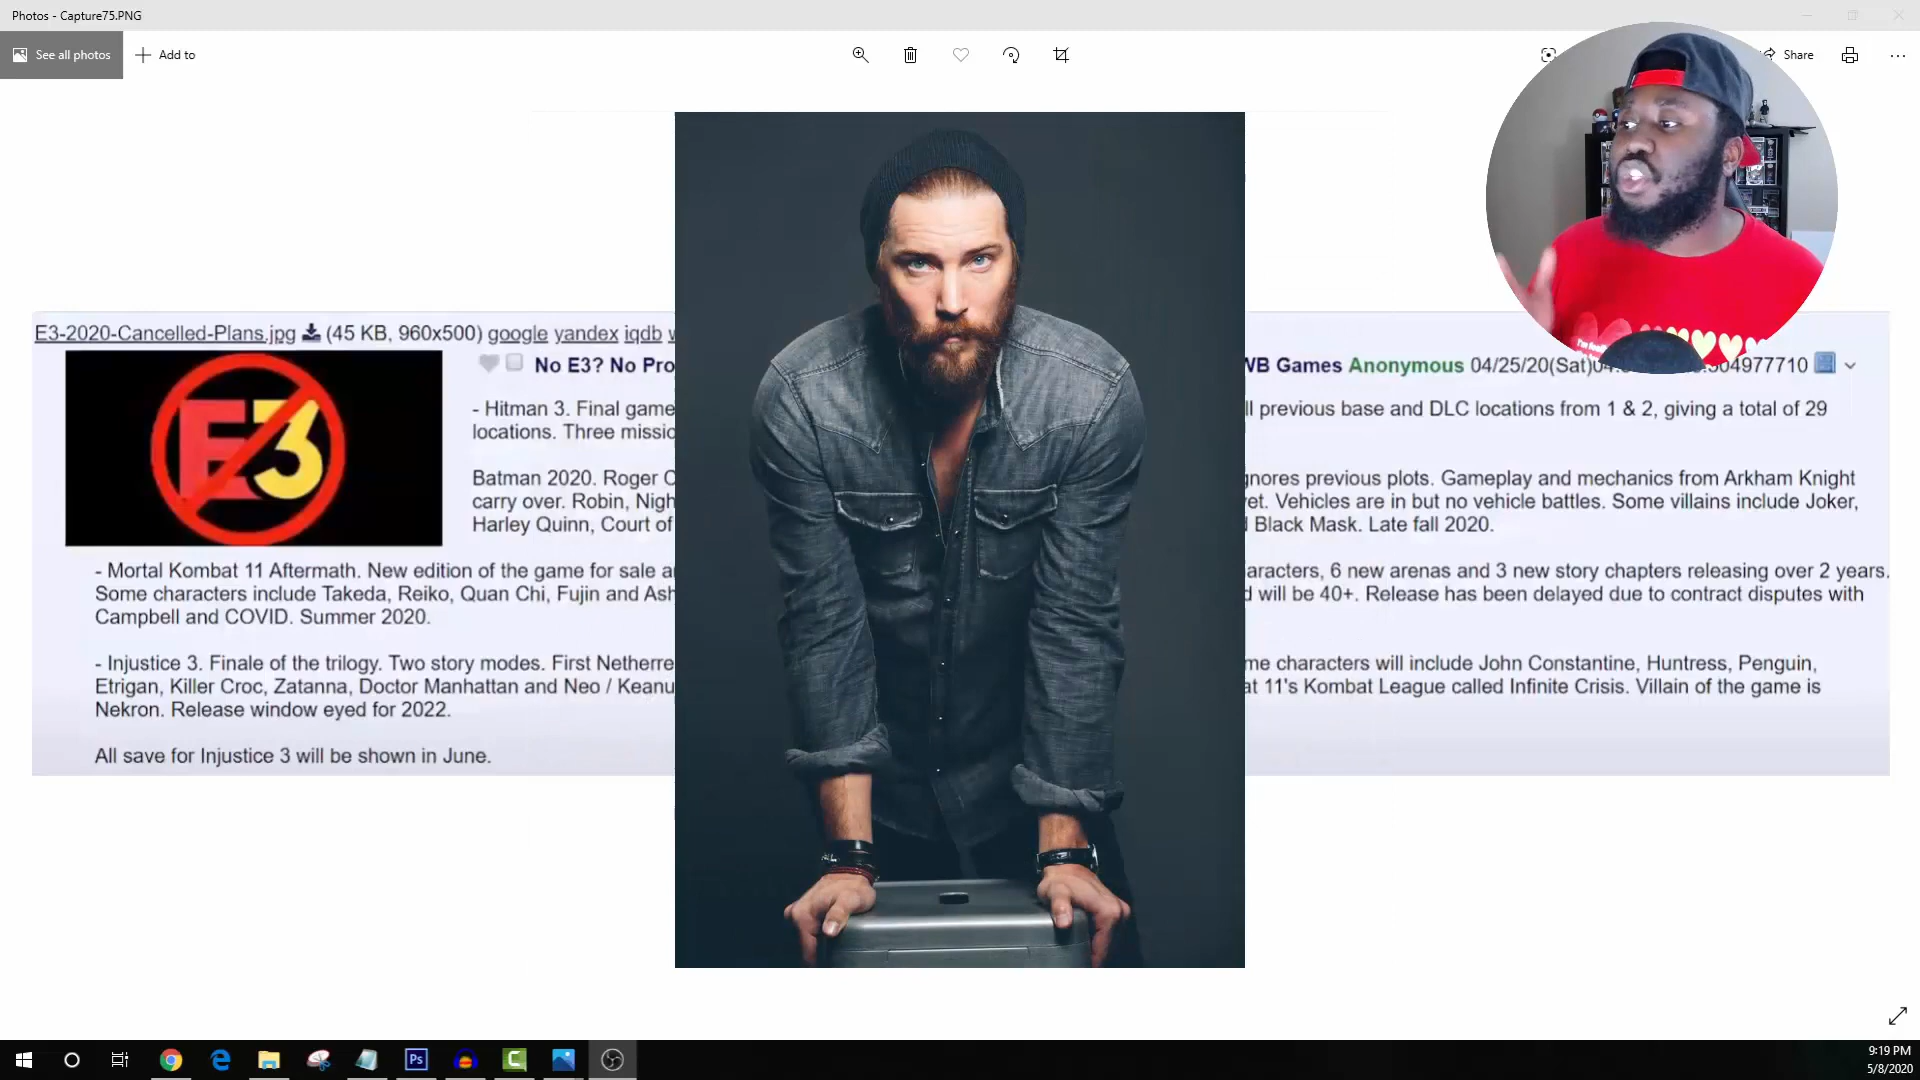 Photos - Capture75.PNG
See all photos
Add to
Share
E3-2020-Cancelled-Plans.jpg (45 KB, 960x500) google yandex iqdb
E3
No E3? No Pro
WB Games Anonymous 04/25/20(Sat)
04977710
- Hitman 3. Final game
ll previous base and DLC locations from 1 & 2, giving a total of 29
locations. Three missio
Batman 2020. Roger C
gnores previous plots. Gameplay and mechanics from Arkham Knight
carry over. Robin, Nigh
et. Vehicles are in but no vehicle battles. Some villains include Joker,
Harley Quinn, Court of
Black Mask. Late fall 2020.
- Mortal Kombat 11 Aftermath. New edition of the game for sale a
aracters, 6 new arenas and 3 new story chapters releasing over 2 years.
Some characters include Takeda, Reiko, Quan Chi, Fujin and Ash
d will be 40+. Release has been delayed due to contract disputes with
Campbell and COVID. Summer 2020.
- Injustice 3. Finale of the trilogy. Two story modes. First Netherre
me characters will include John Constantine, Huntress, Penguin,
Etrigan, Killer Croc, Zatanna, Doctor Manhattan and Neo / Keanu
at 11's Kombat League called Infinite Crisis. Villain of the game is
Nekron. Release window eyed for 2022.
All save for Injustice 3 will be shown in June.
Ps
9:19 PM
5/8/2020